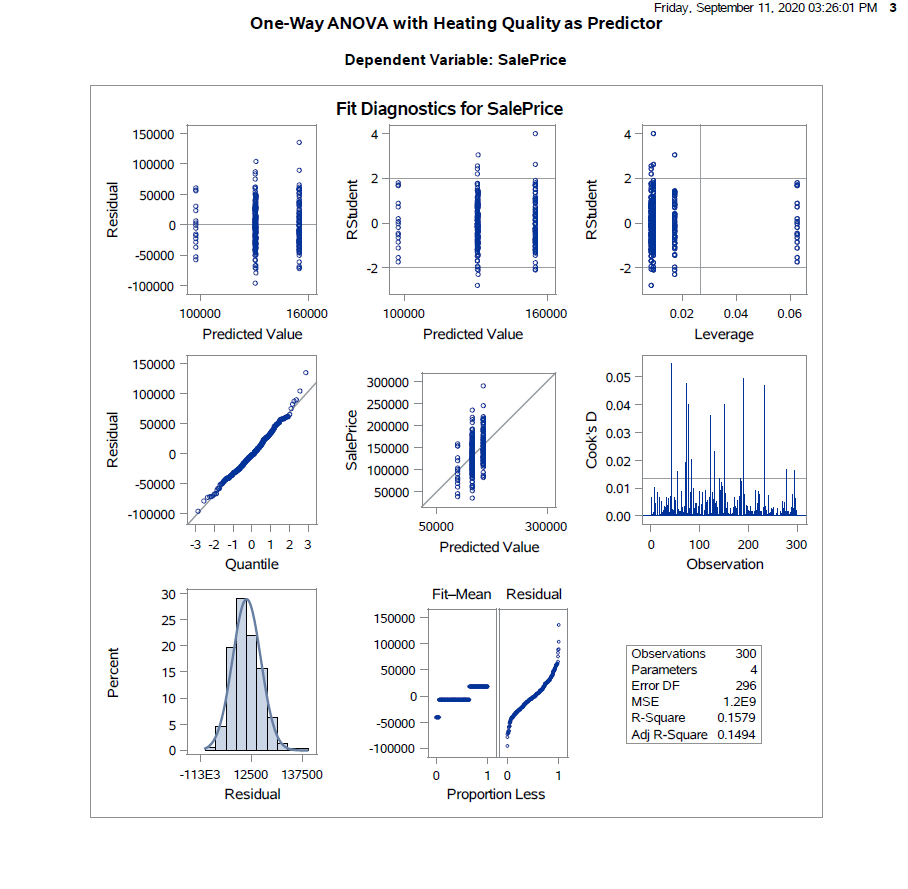 Friday, September 11, 2020 03:26:01 PM 3
One-Way ANOVA with Heating Quality as Predictor
Dependent Variable: SalePrice
Fit Diagnostics for SalePrice
150000
100000
50000
0
-50000
-100000
Residual
100000 160000
Predicted Value
4
2
0
-2
RStudent
100000 160000
Predicted Value
4
2
0
-2
RStudent
0.02 0.04 0.06
Leverage
150000
100000
50000
0
-50000
-100000
Residual
-3 -2 -1 0 1 2 3
Quantile
300000
250000
200000
150000
100000
50000
SalePrice
50000 300000
Predicted Value
0.05
0.04
0.03
0.02
0.01
0.00
Cook's D
0 100 200 300
Observation
30
25
20
15
10
5
0
Percent
-113E3 12500 137500
Residual
Fit–Mean Residual
150000
100000
50000
0
-50000
-100000
0 1 0 1
Proportion Less
Observations 300
Parameters 4
Error DF 296
MSE 1.2E9
R-Square 0.1579
Adj R-Square 0.1494